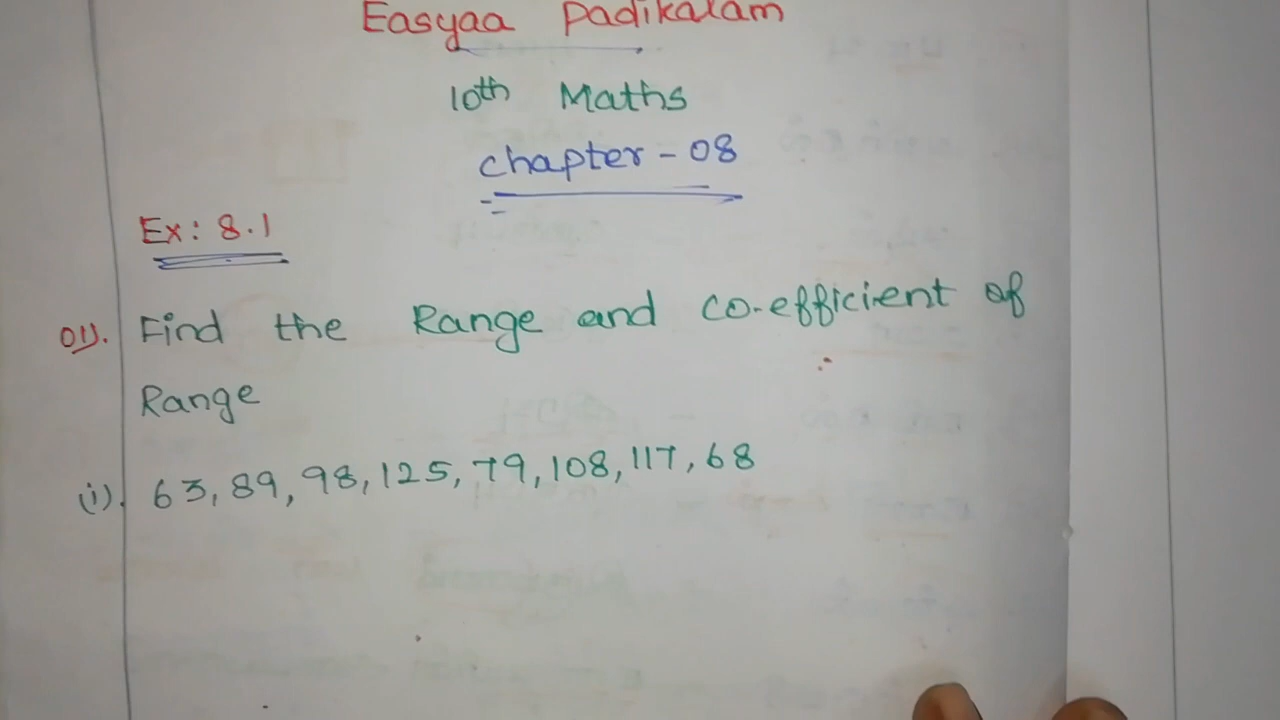 Easyaa Padikalam
10th Maths
Chapter - 08
Ex: 8.1
01). Find the Range and co-efficient of
Range
(i). 63, 89, 98, 125, 79, 108, 117, 68